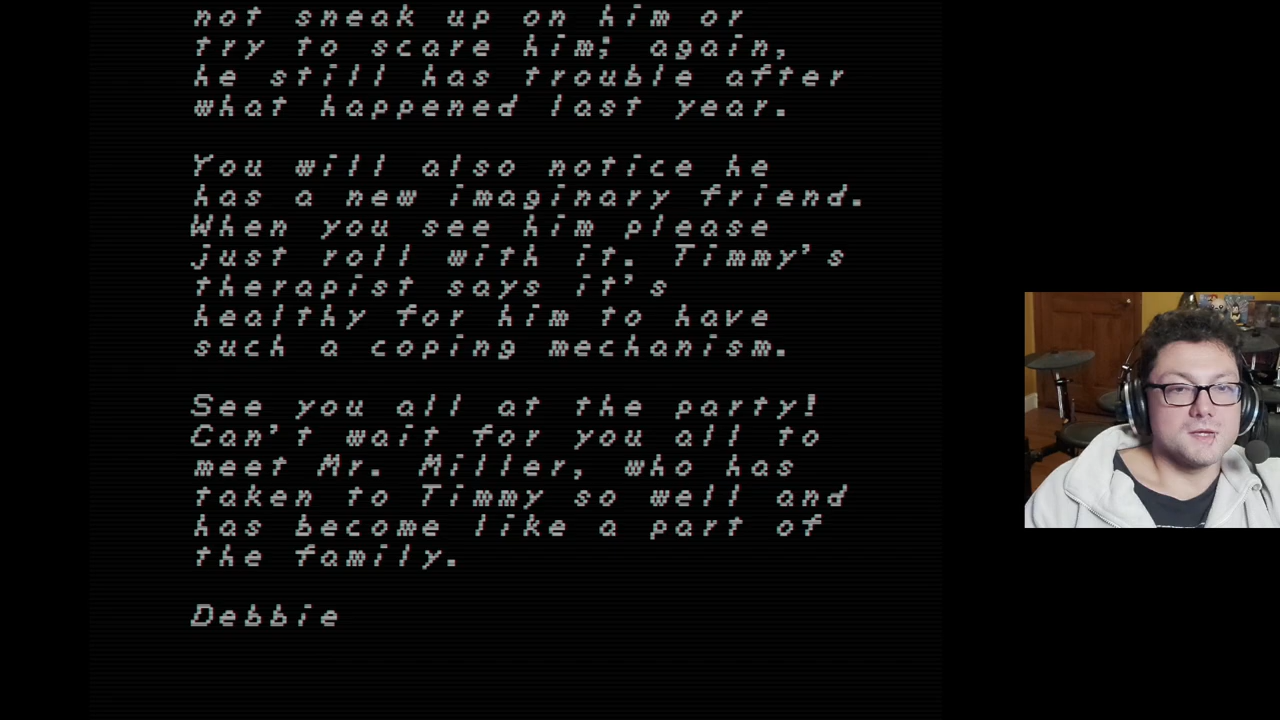 not sneak up on him or
try to scare him; again,
he still has trouble after
what happened last year.
You will also notice he
has a new imaginary friend.
When you see him please
just roll with it. Timmy's
therapist says it's
healthy for him to have
such a coping mechanism.
See you all at the party!
Can't wait for you all to
meet Mr. Miller, who has
taken to Timmy so well and
has become like a part of
the family.
Debbie